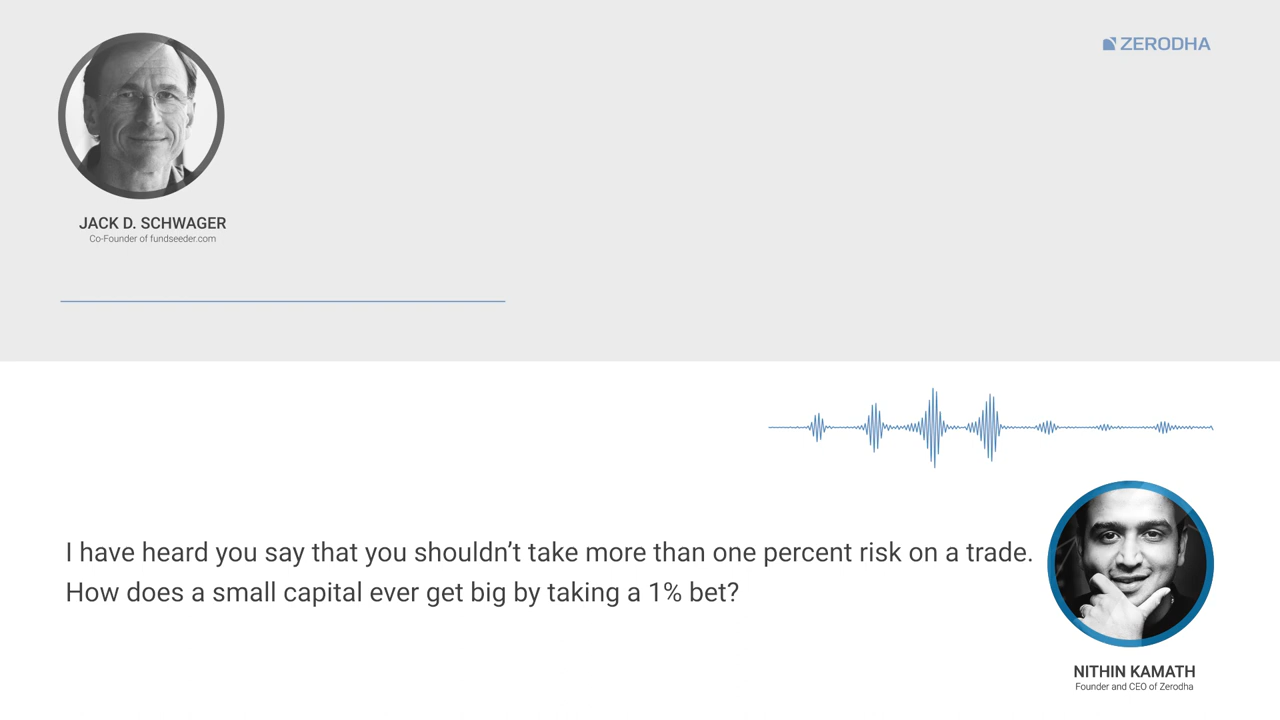 ZERODHA
JACK D. SCHWAGER
Co-Founder of fundseeder.com
I have heard you say that you shouldn’t take more than one percent risk on a trade.
How does a small capital ever get big by taking a 1% bet?
NITHIN KAMATH
Founder and CEO of Zerodha